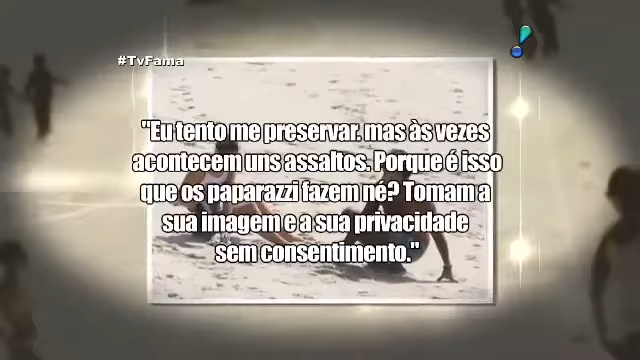 #TvFama
"Eu tento me preservar, mas às vezes
acontecem uns assaltos. Porque é isso
que os paparazzi fazem né? Tomam a
sua imagem e a sua privacidade
sem consentimento."